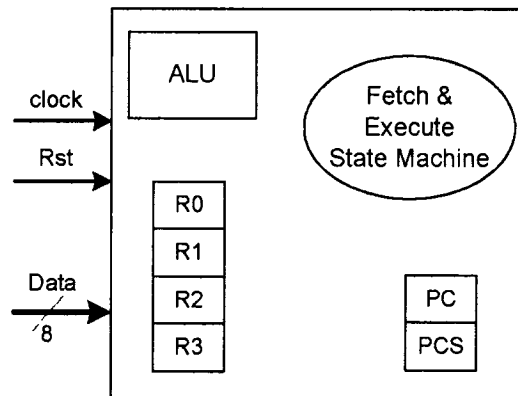 ALU
Fetch &
Execute
State Machine
clock
Rst
R0
R1
R2
R3
Data
8
PC
PCS